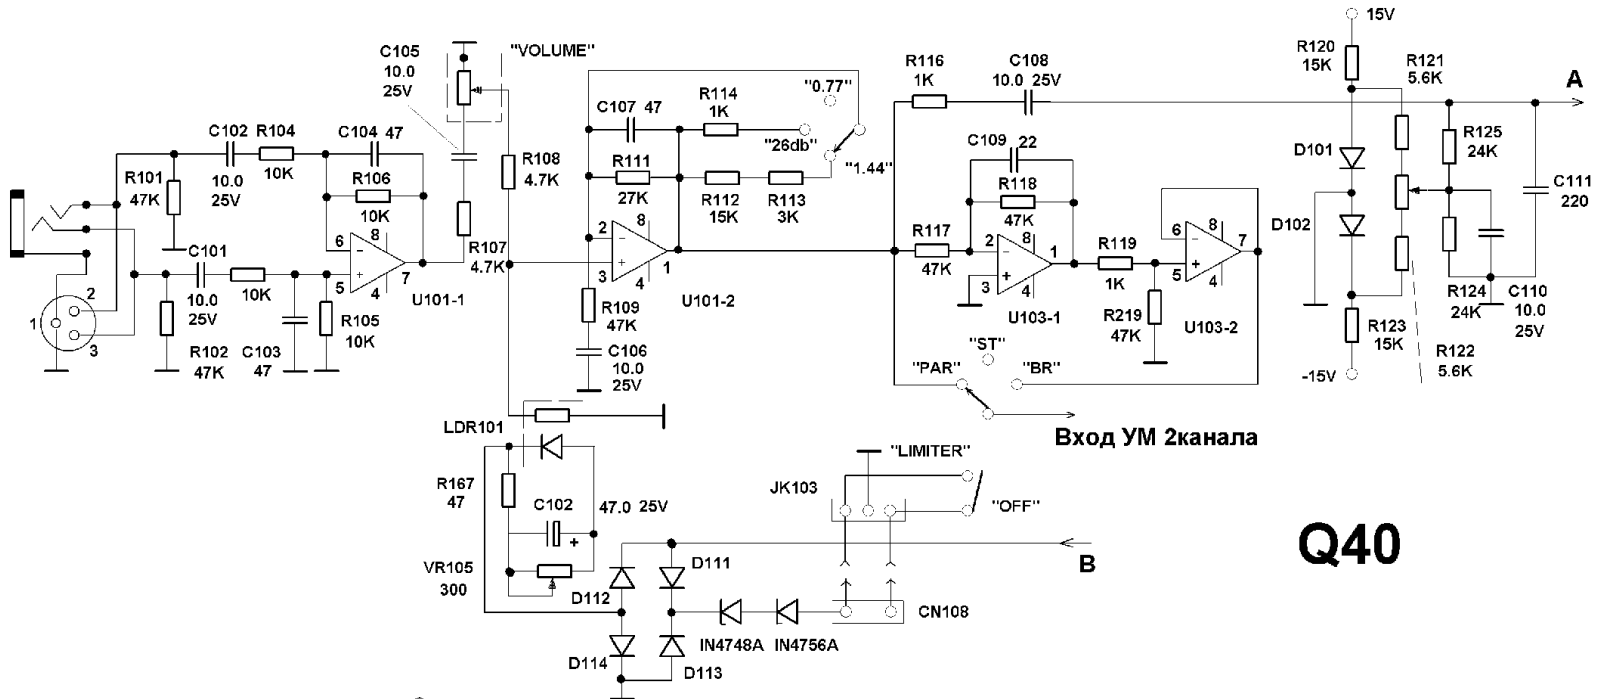 15V
C105
10.0
25V
"VOLUME"
R120
15K
R121
5.6K
A
R116
1K
C108
10.0 25V
"0.77"
R114
1K
C107 47
"26db"
"1.44"
C102
R104
C104 47
10.0
25V
10K
R101
47K
R106
10K
R108
4.7K
R111
27K
R112
15K
R113
3K
C109 22
R118
47K
D101
R125
24K
C111
220
D102
R117
47K
R119
1K
6
8
5
4
7
U101-1
R107
4.7K
2
8
3
4
1
U101-2
2
8
3
4
1
U103-1
6
8
5
4
7
U103-2
C101
10.0
25V
10K
R105
10K
R102
47K
C103
47
1
2
3
R109
47K
C106
10.0
25V
R219
47K
R124
24K
C110
10.0
25V
R123
15K
R122
5.6K
-15V
"ST"
"PAR"
"BR"
Вход УМ 2канала
LDR101
"LIMITER"
R167
47
C102
47.0 25V
+
JK103
"OFF"
Q40
VR105
300
D112
D111
B
CN108
IN4748A
IN4756A
D114
D113